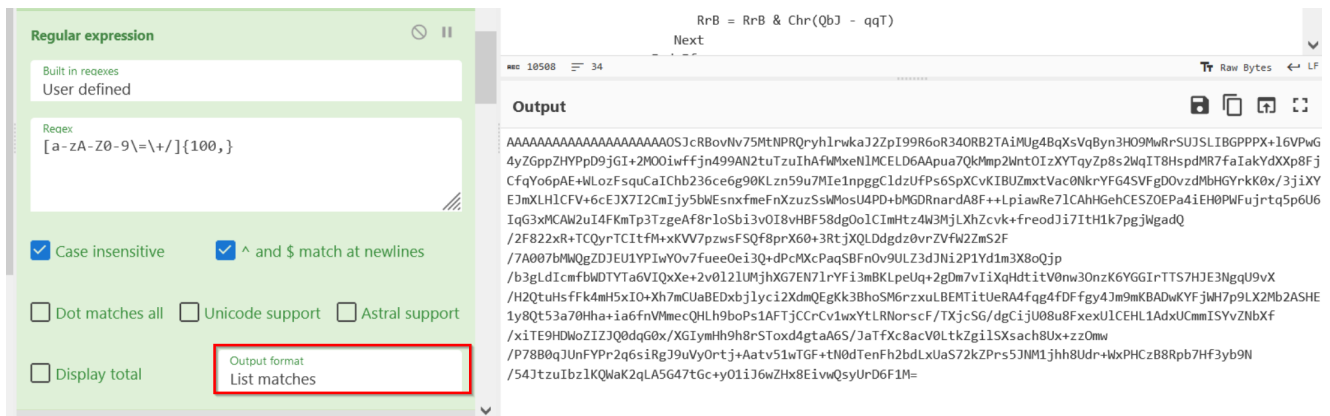 Regular expression
Built in regexes
User defined
Regex
[a-zA-Z0-9\=\+/]{100,}
Case insensitive
^ and $ match at newlines
Dot matches all
Unicode support
Astral support
Display total
Output format
List matches
RrB = RrB & Chr(QbJ - qqT)
Next
REC 10508
34
Tr Raw Bytes
LF
Output
AAAAAAAAAAAAAAAAAAAAAOSJcRBovNv75MtNPRQryhlrwkaJ2ZpI99R6oR34ORB2TAiMUg4BqXsVqByn3HO9MwRrSUJSLIBGPPPX+l6VPwG
4yZGppZHYPpD9jGI+2MOOiwffjn499AN2tuTzuIhAfWMxeNlMCELD6AApua7QkMmp2WntOIzXYTqyZp8s2WqIT8HspdMR7faIakYdXXp8Fj
CfqYo6pAE+WLozFsquCaIChb236ce6g90KLzn59u7MIe1npggCldzUfPs6SpXCvKIBUZmxtVac0NkrYFG4SVFgDOvzdMbHGYrkK0x/3jiXY
EJmXLHlCFV+6cEJX7I2CmIjy5bWEsnxfmeFnXzuzSsWMosU4PD+bMGDRnardA8F++LpiawRe7lCAhHGehCESZOEPa4iEH0PWFujrtq5p6U6
IqG3xMCAW2uI4FKmTp3TzgeAf8rloSbi3vOI8vHBF58dgOolCImHtz4W3MjLXhZcvk+freodJi7ItH1k7pgjWgadQ
/2F822xR+TCQyrTCItfM+xKVV7pzwsFSQf8prX60+3RtjXQLDdgdz0vrZVfW2ZmS2F
/7A007bMWQgZDJEU1YPIwYOv7fueeOei3Q+dPcMXcPaqSBFnOv9ULZ3dJNi2P1Yd1m3X8oQjp
/b3gLdIcmfbWDTYTa6VIQxXe+2v0l2lUMjhXG7EN7lrYFi3mBKLpeUq+2gDm7vIiXqHdtitV0nw3OnzK6YGGIrTTS7HJE3NgqU9vX
/H2QtuHsfFk4mH5xIO+Xh7mCUaBEDxbjlyci2XdmQEgKk3BhoSM6rzxuLBEMTitUeRA4fqg4fDFfgy4Jm9mKBADwKYFjWH7p9LX2Mb2ASHE
1y8Qt53a70Hha+ia6fnVMmecQHLh9boPs1AFTjCCrCv1wxYtLRNorscF/TXjcSG/dgCijU08u8FxexUlCEHL1AdxUCmmISYvZNbXf
/xiTE9HDWoZIZJQ0dqG0x/XGIymHh9h8rSToxd4gtaA6S/JaTfXc8acV0LtkZgilSXsach8Ux+zzOmw
/P78B0qJUnFYPr2q6siRgJ9uVyOrtj+Aatv51wTGF+tN0dTenFh2bdLxUaS72kZPrs5JNM1jhh8Udr+WxPHCzB8Rpb7Hf3yb9N
/54JtzuIbzlKQWaK2qLA5G47tGc+yO1iJ6wZHx8EivwQsyUrD6F1M=